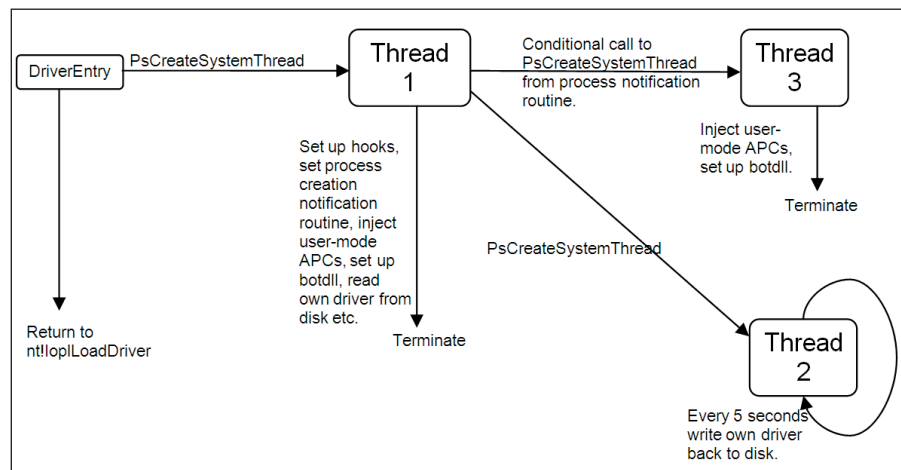 DriverEntry
PsCreateSystemThread
Thread
1
Conditional call to
PsCreateSystemThread
from process notification
routine.
Thread
3
Set up hooks,
set process
creation
notification
routine, inject
user-mode
APCs, set up
botdll, read
own driver from
disk etc.
Terminate
Inject user-
mode APCs,
set up botdll.
Terminate
PsCreateSystemThread
Return to
nt!IopLoadDriver
Thread
2
Every 5 seconds
write own driver
back to disk.